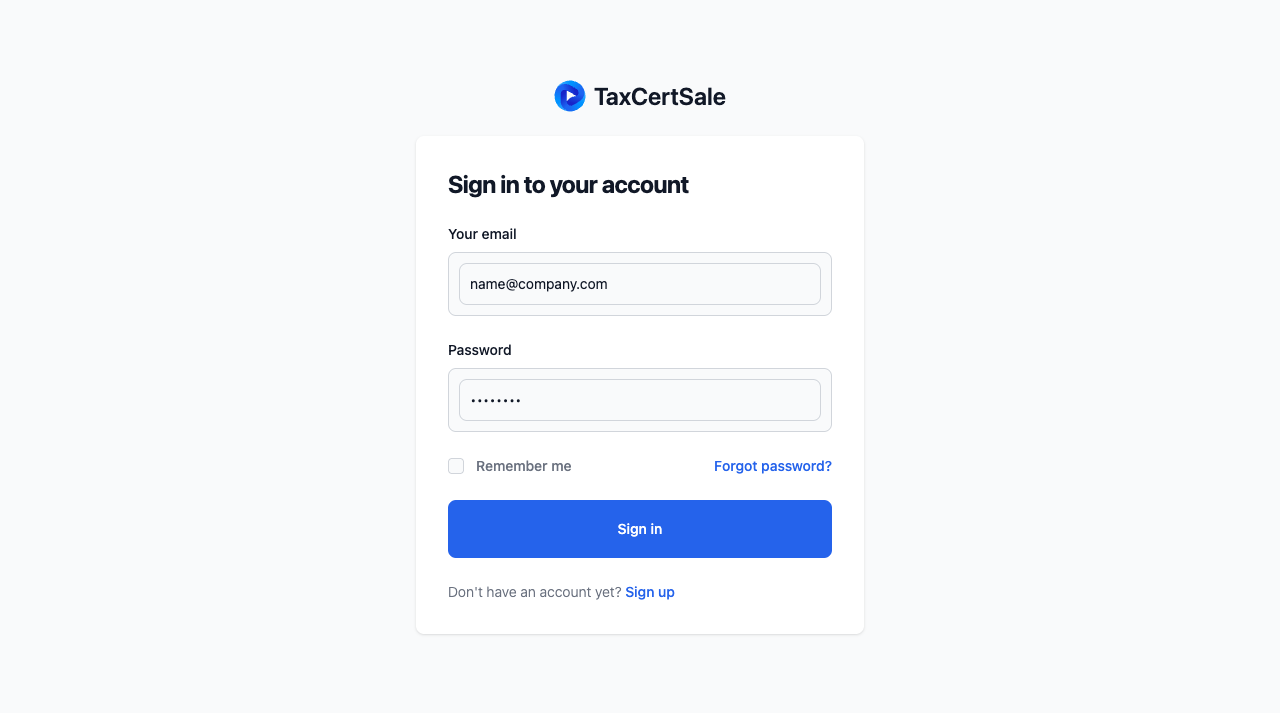 TaxCertSale
Sign in to your account
Your email
name@company.com
Password
••••••••
Remember me
Forgot password?
Sign in
Don't have an account yet? Sign up